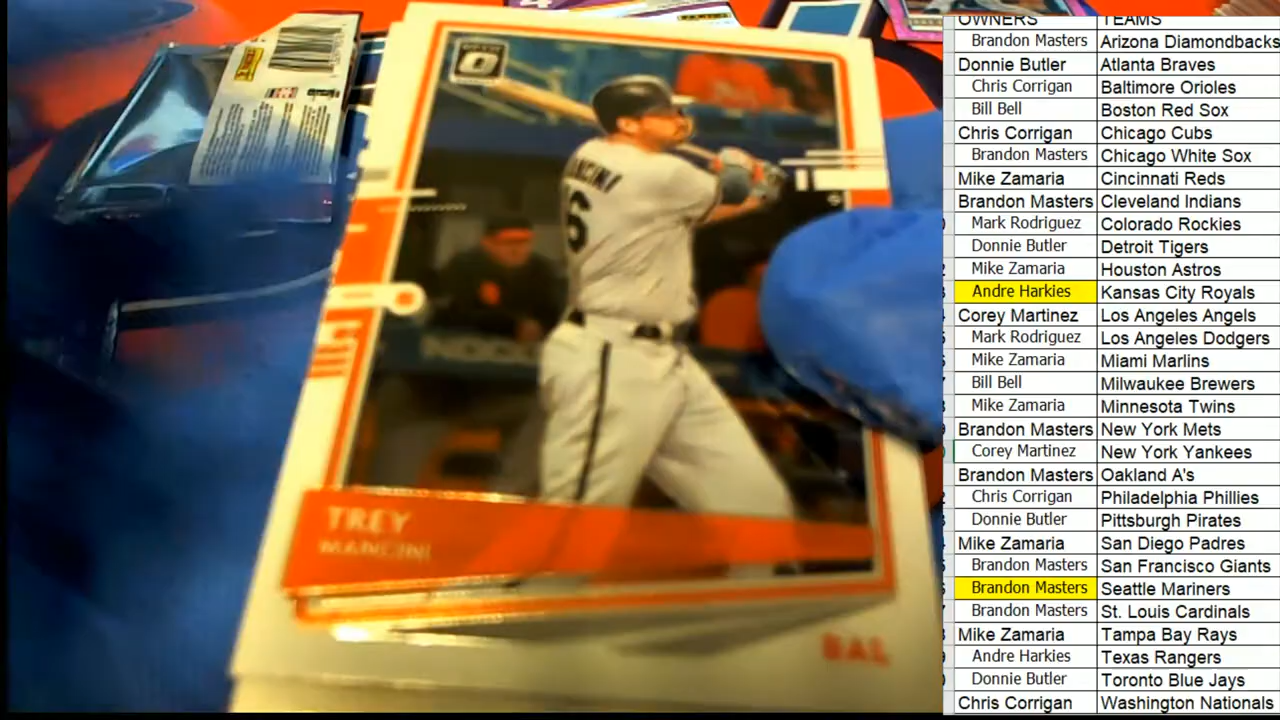 OWNERS TEAMS
Brandon Masters Arizona Diamondbacks
Donnie Butler Atlanta Braves
Chris Corrigan Baltimore Orioles
Bill Bell Boston Red Sox
Chris Corrigan Chicago Cubs
Brandon Masters Chicago White Sox
Mike Zamaria Cincinnati Reds
Brandon Masters Cleveland Indians
Mark Rodriguez Colorado Rockies
Donnie Butler Detroit Tigers
Mike Zamaria Houston Astros
Andre Harkies Kansas City Royals
Corey Martinez Los Angeles Angels
Mark Rodriguez Los Angeles Dodgers
Mike Zamaria Miami Marlins
Bill Bell Milwaukee Brewers
Mike Zamaria Minnesota Twins
Brandon Masters New York Mets
Corey Martinez New York Yankees
Brandon Masters Oakland A's
Chris Corrigan Philadelphia Phillies
Donnie Butler Pittsburgh Pirates
Mike Zamaria San Diego Padres
Brandon Masters San Francisco Giants
Brandon Masters Seattle Mariners
Brandon Masters St. Louis Cardinals
Mike Zamaria Tampa Bay Rays
Andre Harkies Texas Rangers
Donnie Butler Toronto Blue Jays
Chris Corrigan Washington Nationals
MANCINI
6
TREY
MANCINI
BAL